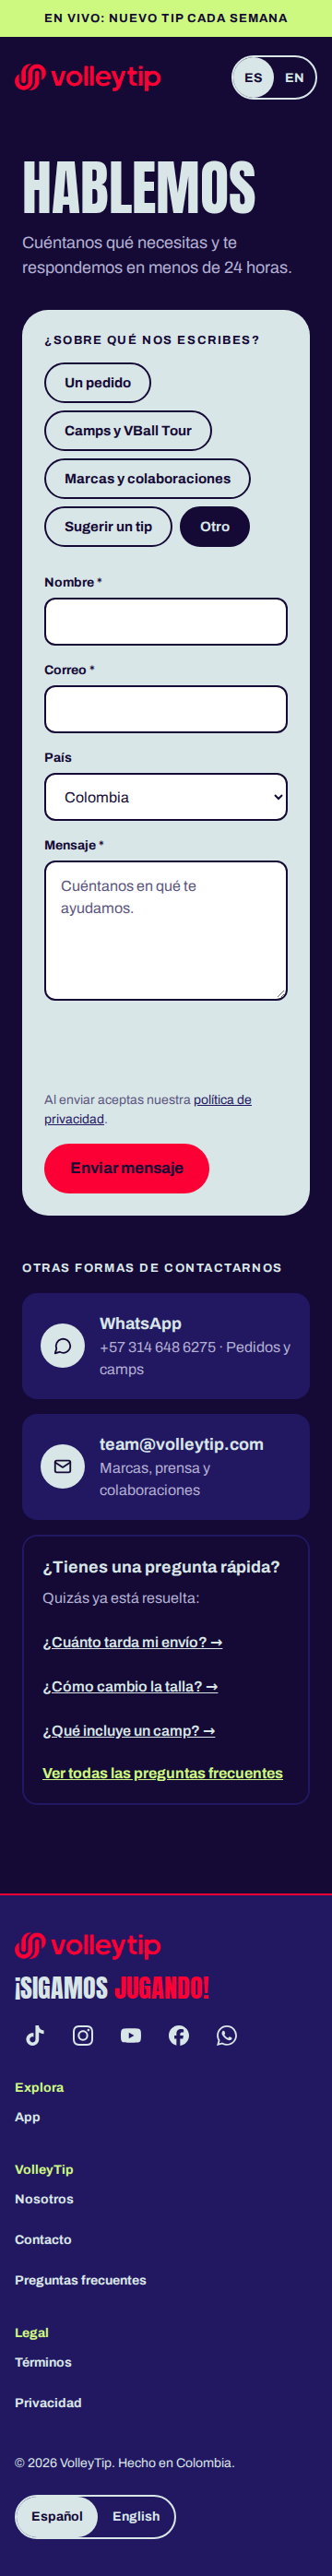 EN VIVO: NUEVO TIP CADA SEMANA
volleytip
ES EN
HABLEMOS
Cuéntanos qué necesitas y te
respondemos en menos de 24 horas.
¿SOBRE QUÉ NOS ESCRIBES?
Un pedido
Camps y VBall Tour
Marcas y colaboraciones
Sugerir un tip Otro
Nombre *
Correo *
País
Colombia
Mensaje *
Cuéntanos en qué te
ayudamos.
Al enviar aceptas nuestra política de
privacidad.
Enviar mensaje
OTRAS FORMAS DE CONTACTARNOS
WhatsApp
+57 314 648 6275 · Pedidos y
camps
team@volleytip.com
Marcas, prensa y
colaboraciones
¿Tienes una pregunta rápida?
Quizás ya está resuelta:
¿Cuánto tarda mi envío? →
¿Cómo cambio la talla? →
¿Qué incluye un camp? →
Ver todas las preguntas frecuentes
volleytip
¡SIGAMOS JUGANDO!
Explora
App
VolleyTip
Nosotros
Contacto
Preguntas frecuentes
Legal
Términos
Privacidad
© 2026 VolleyTip. Hecho en Colombia.
Español English